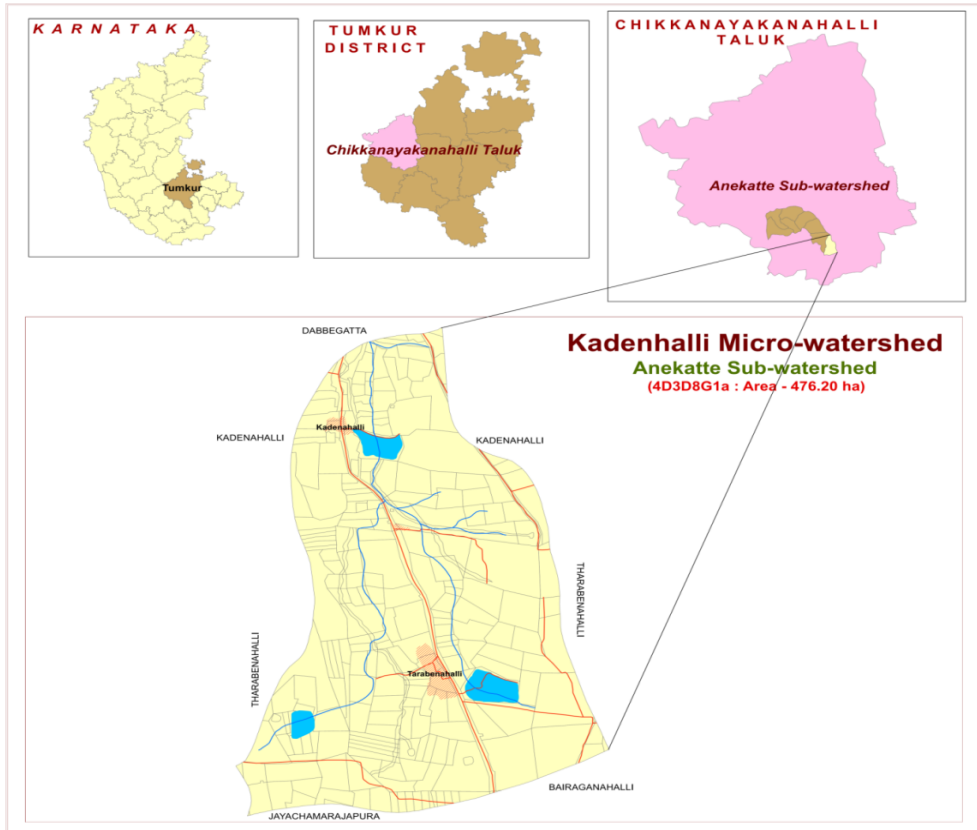 KARNATAKA
Tumkur
TUMKUR
DISTRICT
Chikkanayakanahalli Taluk
CHIKKANAYAKANAHALLI
TALUK
Anekatte Sub-watershed
Kadenhalli Micro-watershed
Anekatte Sub-watershed
(4D3D8G1a : Area - 476.20 ha)
DABBEGATTA
Kadenahalli
KADENAHALLI
KADENAHALLI
THARABENAHALLI
THARABENAHALLI
Tarabenahalli
BAIRAGANAHALLI
JAYACHAMARAJAPURA